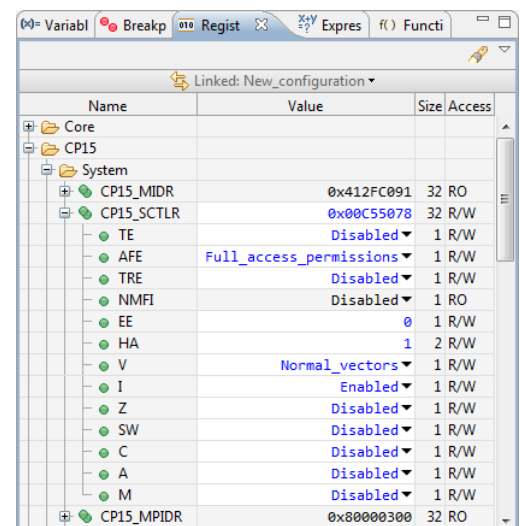 (x)= Variabl Breakp 010 Regist X+Y =? Expres f() Functi
Linked: New_configuration
Name Value Size Access
Core
CP15
System
CP15_MIDR 0x412FC091 32 RO
CP15_SCTLR 0x00C55078 32 R/W
TE Disabled 1 R/W
AFE Full_access_permissions 1 R/W
TRE Disabled 1 R/W
NMFI Disabled 1 RO
EE 0 1 R/W
HA 1 2 R/W
V Normal_vectors 1 R/W
I Enabled 1 R/W
Z Disabled 1 R/W
SW Disabled 1 R/W
C Disabled 1 R/W
A Disabled 1 R/W
M Disabled 1 R/W
CP15_MPIDR 0x80000300 32 RO